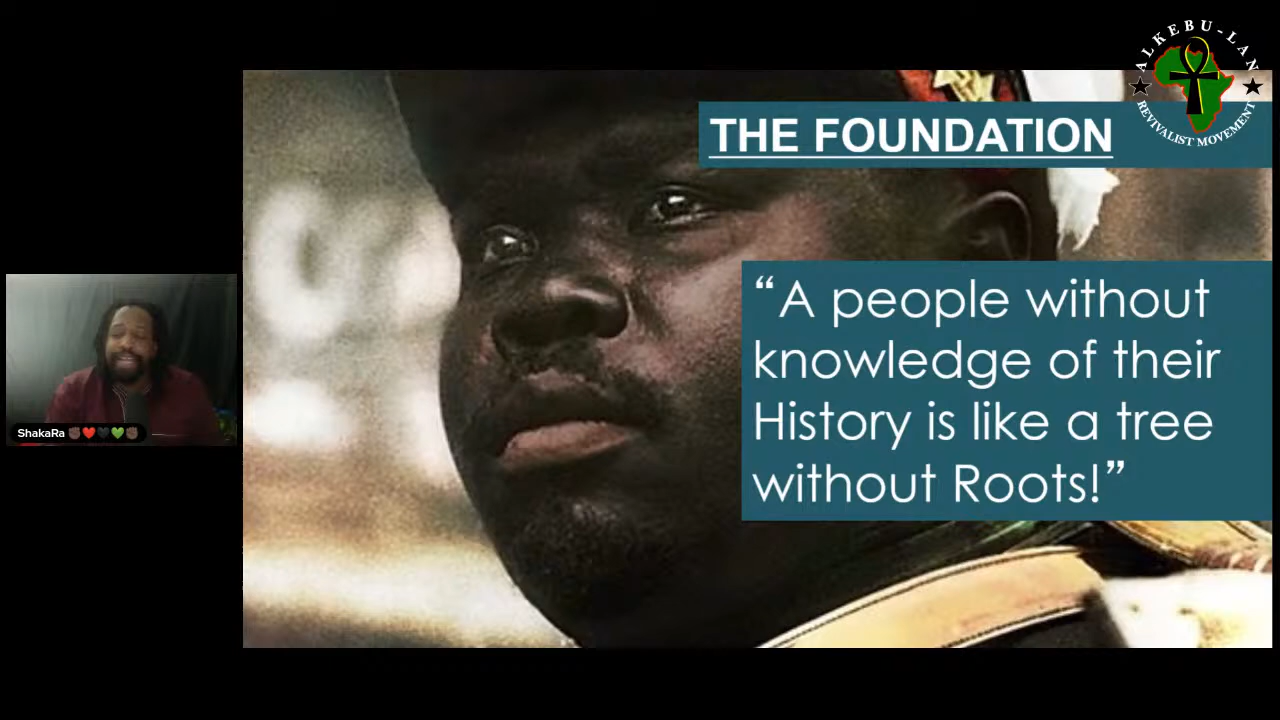 ALKEBU-LAN
REVIVALIST MOVEMENT
THE FOUNDATION
“A people without
knowledge of their
History is like a tree
without Roots!”
ShakaRa ✊🏿❤️🖤💚✊🏿